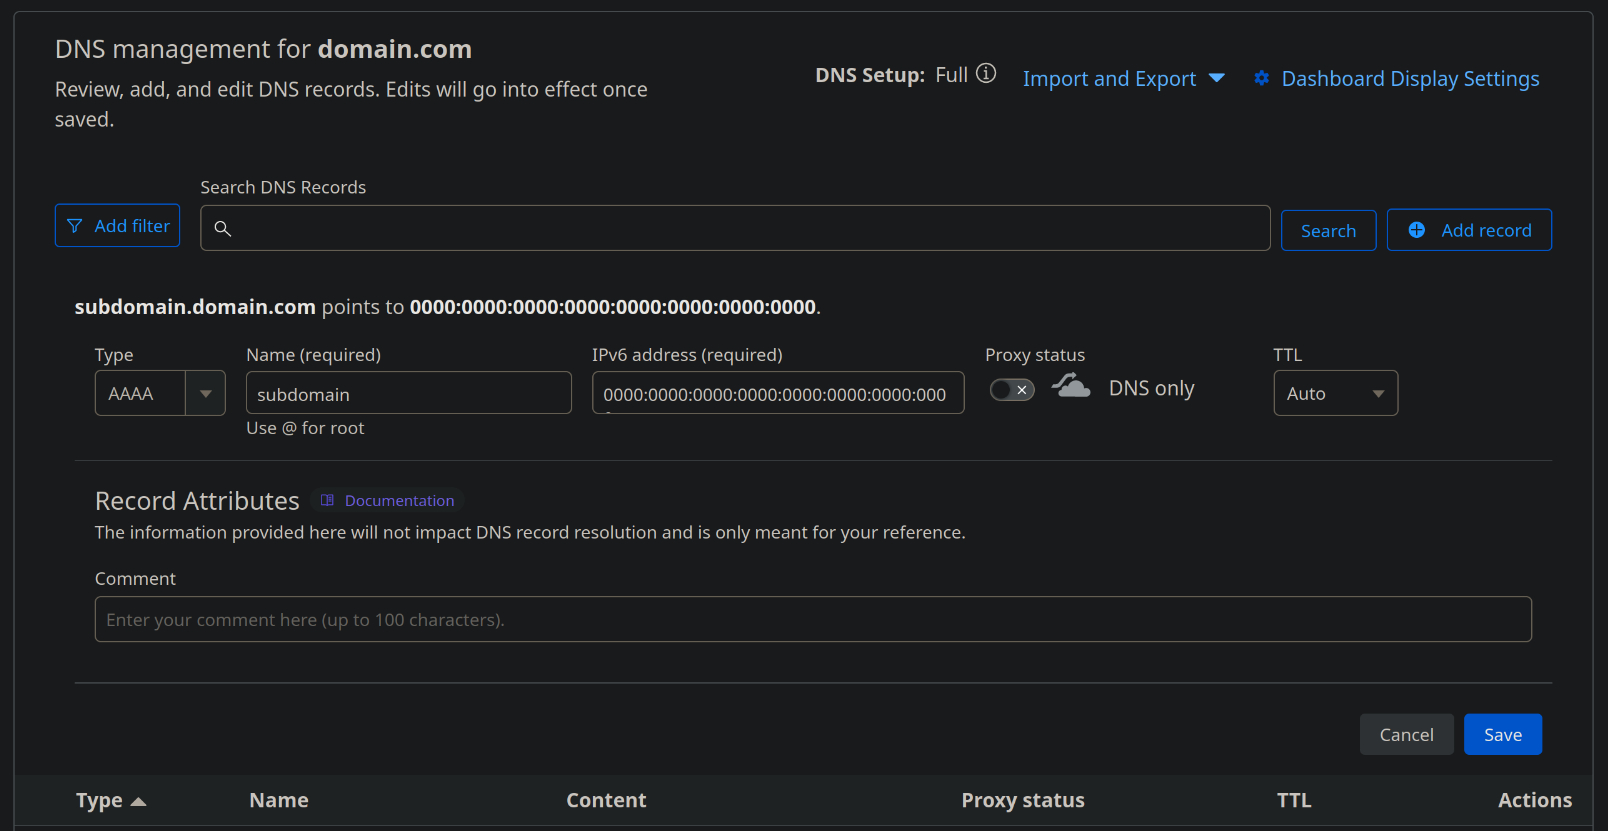 DNS management for domain.com
Review, add, and edit DNS records. Edits will go into effect once
saved.
DNS Setup: Full
Import and Export
Dashboard Display Settings
Search DNS Records
Add filter
Search
Add record
subdomain.domain.com points to 0000:0000:0000:0000:0000:0000:0000:0000.
Type
Name (required)
IPv6 address (required)
Proxy status
TTL
AAAA
subdomain
0000:0000:0000:0000:0000:0000:0000:000
DNS only
Auto
Use @ for root
Record Attributes
Documentation
The information provided here will not impact DNS record resolution and is only meant for your reference.
Comment
Enter your comment here (up to 100 characters).
Cancel
Save
Type
Name
Content
Proxy status
TTL
Actions